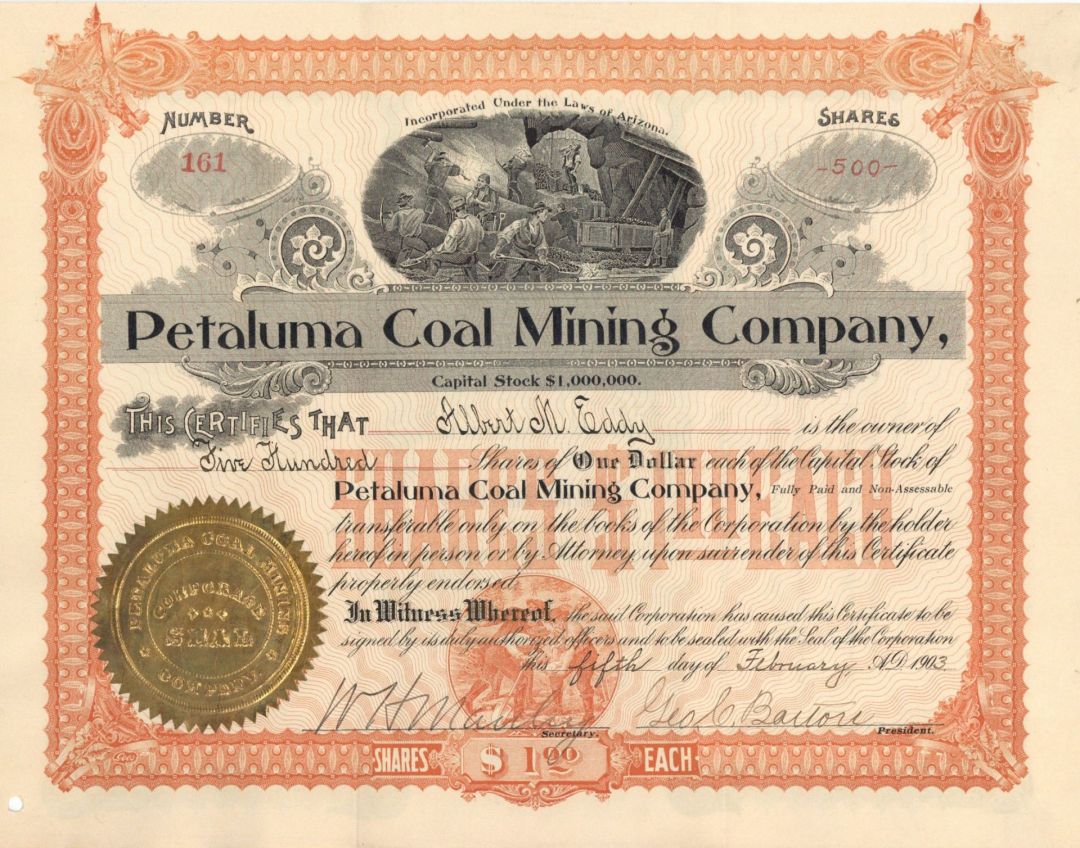 Incorporated Under the Laws of Arizona.
NUMBER
161
SHARES
-500-
Petaluma Coal Mining Company,
Capital Stock $1,000,000.
THIS CERTIFIES THAT Albert M. Eddy is the owner of
Five Hundred Shares of One Dollar each of the Capital Stock of
Petaluma Coal Mining Company, Fully Paid and Non-Assessable
transferable only on the books of the Corporation by the holder
hereof in person or by Attorney upon surrender of this Certificate
properly endorsed.
In Witness Whereof, the said Corporation has caused this Certificate to be
signed by its duly authorized officers and to be sealed with the Seal of the Corporation
this fifth day of February A.D. 1903
SHARES $1 EACH
PETALUMA COAL MINING
COMPANY
CORPORATE
SEAL
W H
Geo C. Barton
Secretary.
President.
SHARES $1.00 EACH